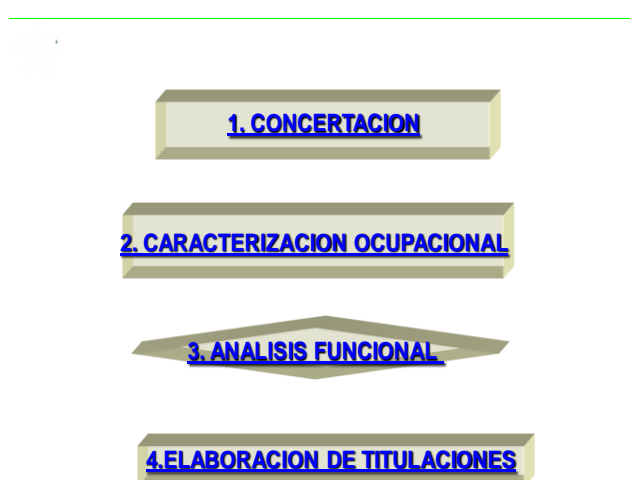 1. CONCERTACION
2. CARACTERIZACION OCUPACIONAL
3. ANALISIS FUNCIONAL
4.ELABORACION DE TITULACIONES